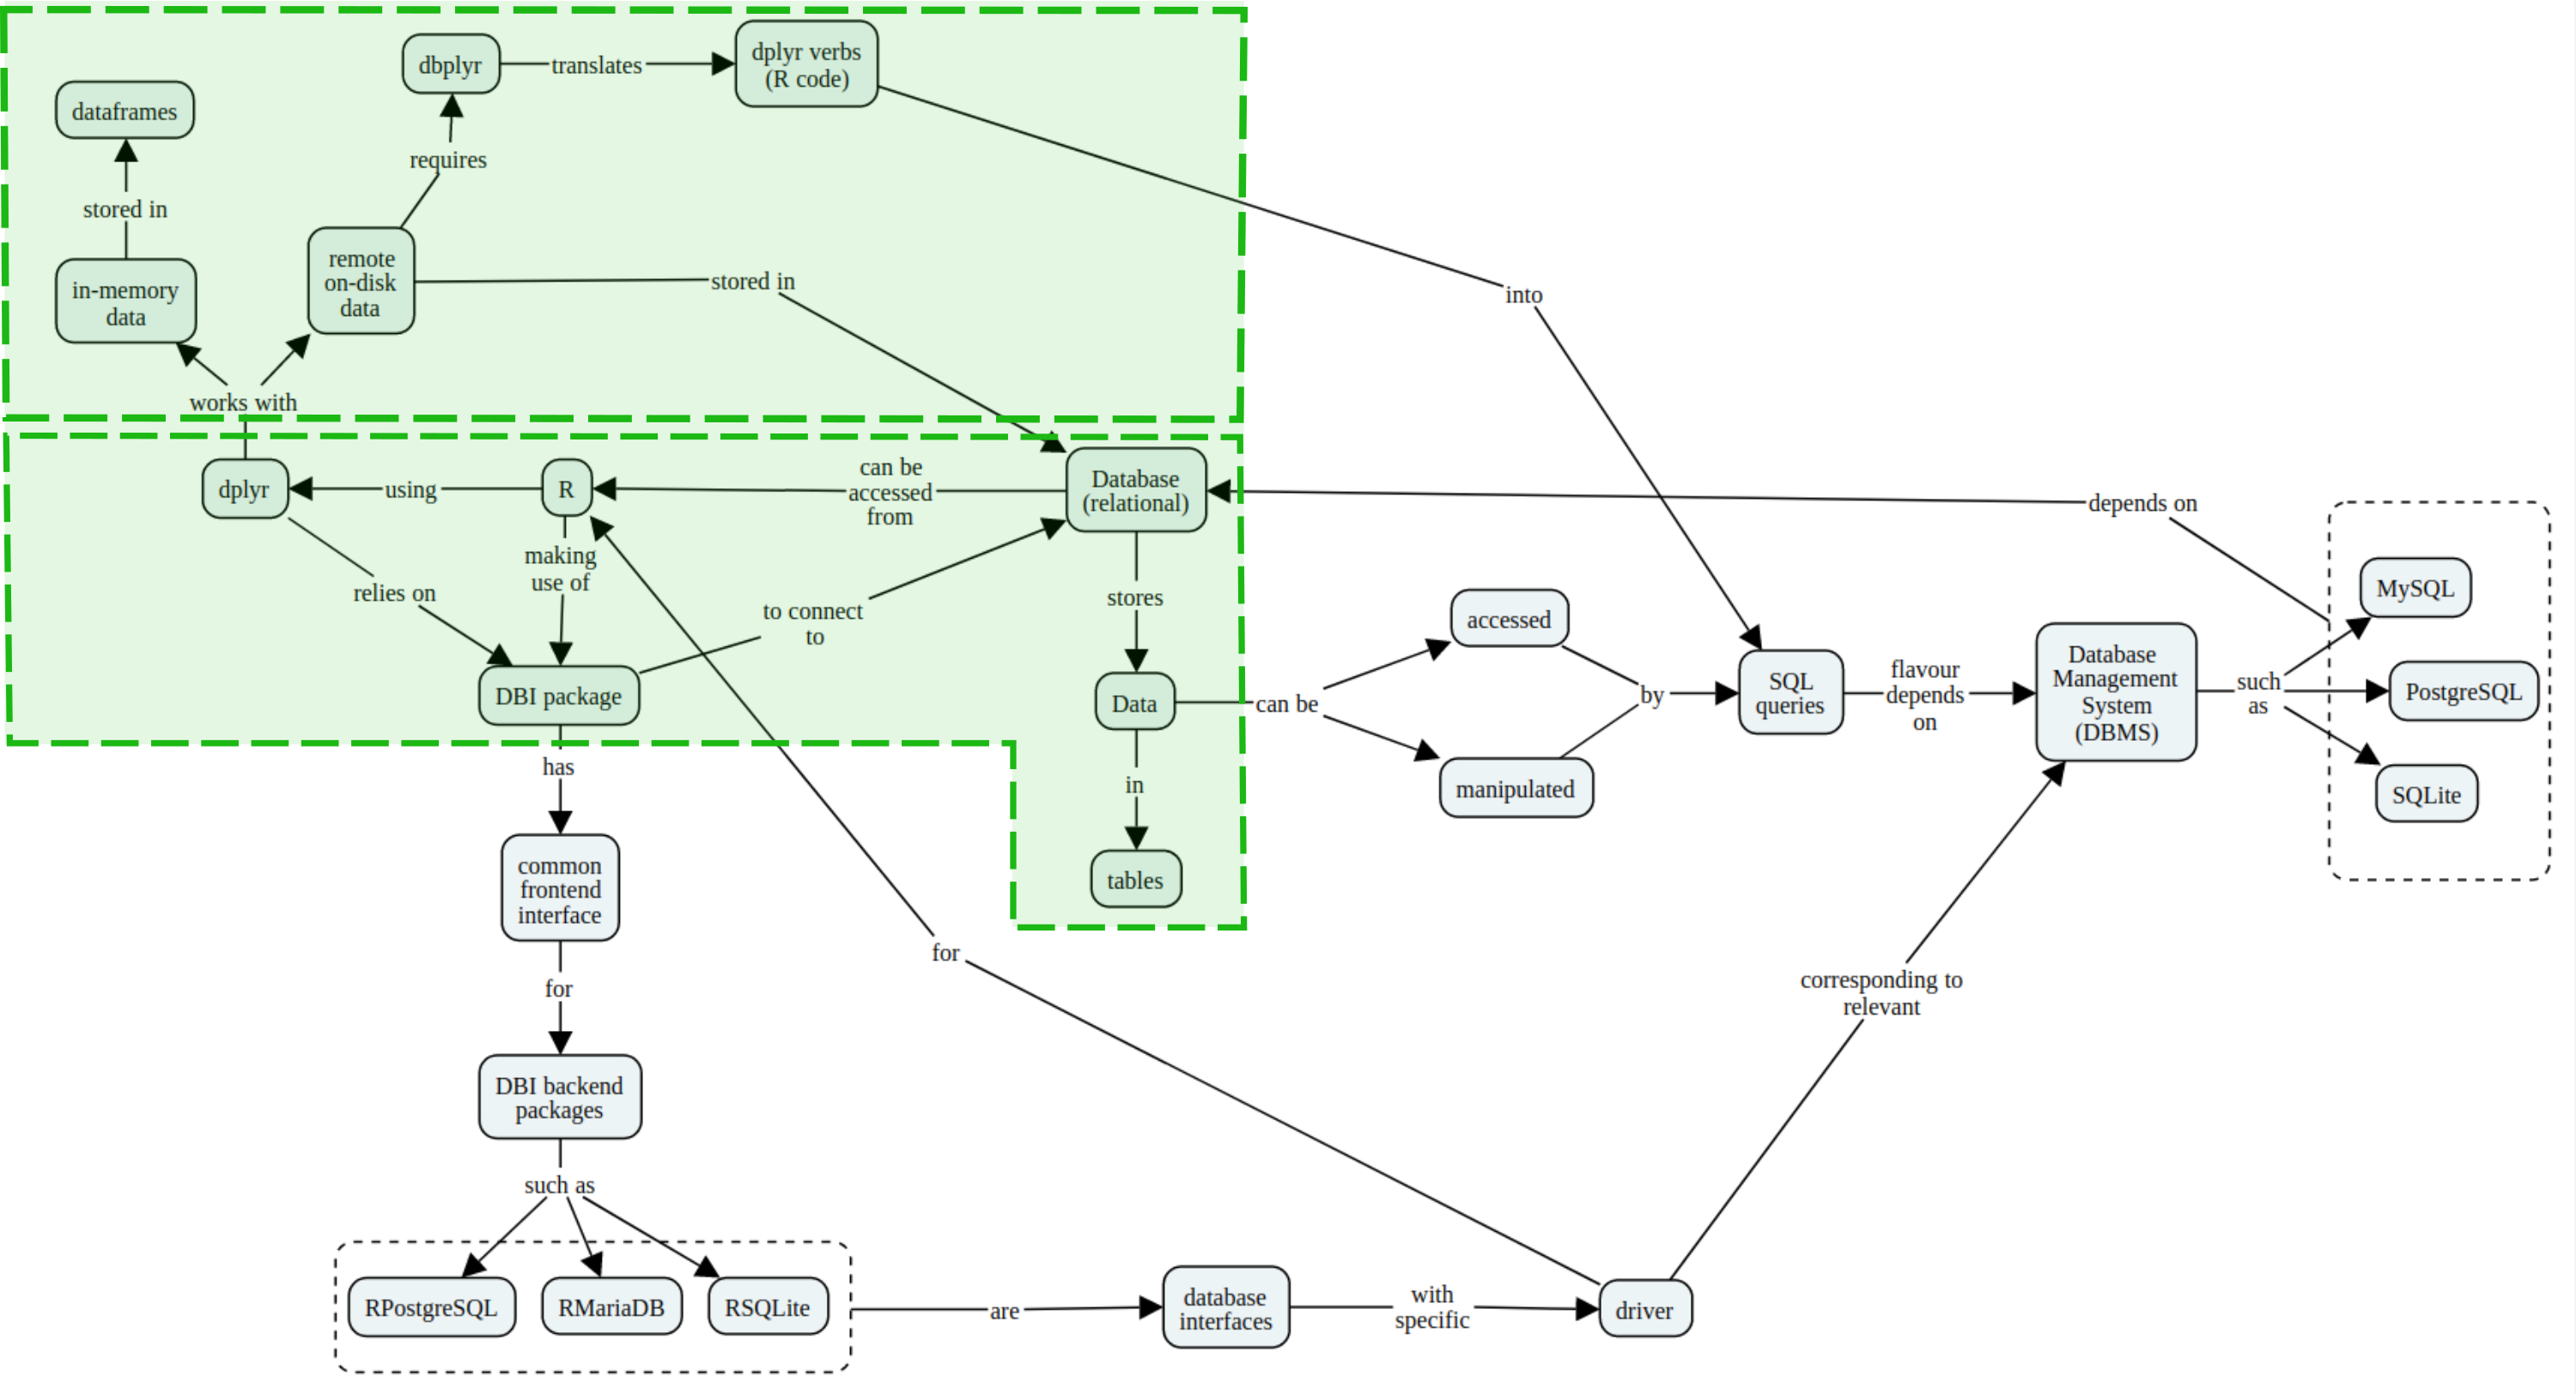 dbplyr
translates
dplyr verbs
(R code)
dataframes
requires
stored in
remote
on-disk
data
in-memory
data
stored in
into
works with
dplyr
using
R
can be
accessed
from
Database
(relational)
depends on
making
use of
relies on
to connect
to
stores
accessed
MySQL
DBI package
Data
can be
by
SQL
queries
flavour
depends
on
Database
Management
System
(DBMS)
such
as
PostgreSQL
has
in
manipulated
SQLite
common
frontend
interface
tables
for
for
corresponding to
relevant
DBI backend
packages
such as
RPostgreSQL
RMariaDB
RSQLite
are
database
interfaces
with
specific
driver